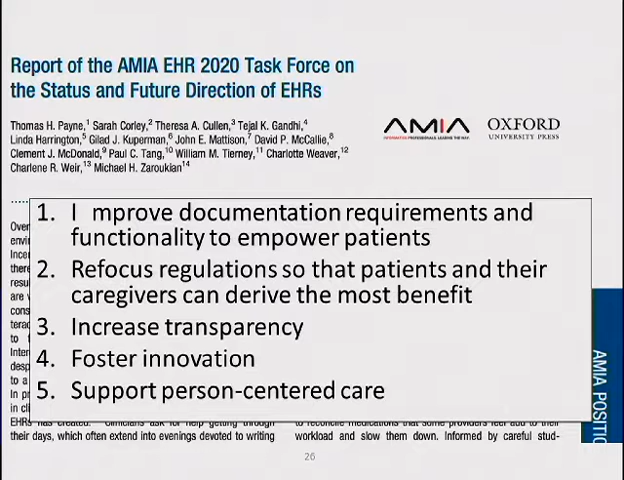 Report of the AMIA EHR 2020 Task Force on
the Status and Future Direction of EHRs
Thomas H. Payne,1 Sarah Corley,2 Theresa A. Cullen,3 Tejal K. Gandhi,4
Linda Harrington,5 Gilad J. Kuperman,6 John E. Mattison,7 David P. McCallie,8
Clement J. McDonald,9 Paul C. Tang,10 William M. Tierney,11 Charlotte Weaver,12
Charlene R. Weir,13 Michael H. Zaroukian14
AMIA
INFORMATICS PROFESSIONALS. LEADING THE WAY.
OXFORD
UNIVERSITY PRESS
1. I mprove documentation requirements and
functionality to empower patients
2. Refocus regulations so that patients and their
caregivers can derive the most benefit
3. Increase transparency
4. Foster innovation
5. Support person-centered care
EHRs has created. Clinicians ask for help getting through
their days, which often extend into evenings devoted to writing
to reconcile medications that some providers feel add to their
workload and slow them down. Informed by careful stud-
AMIA POSITIO
26